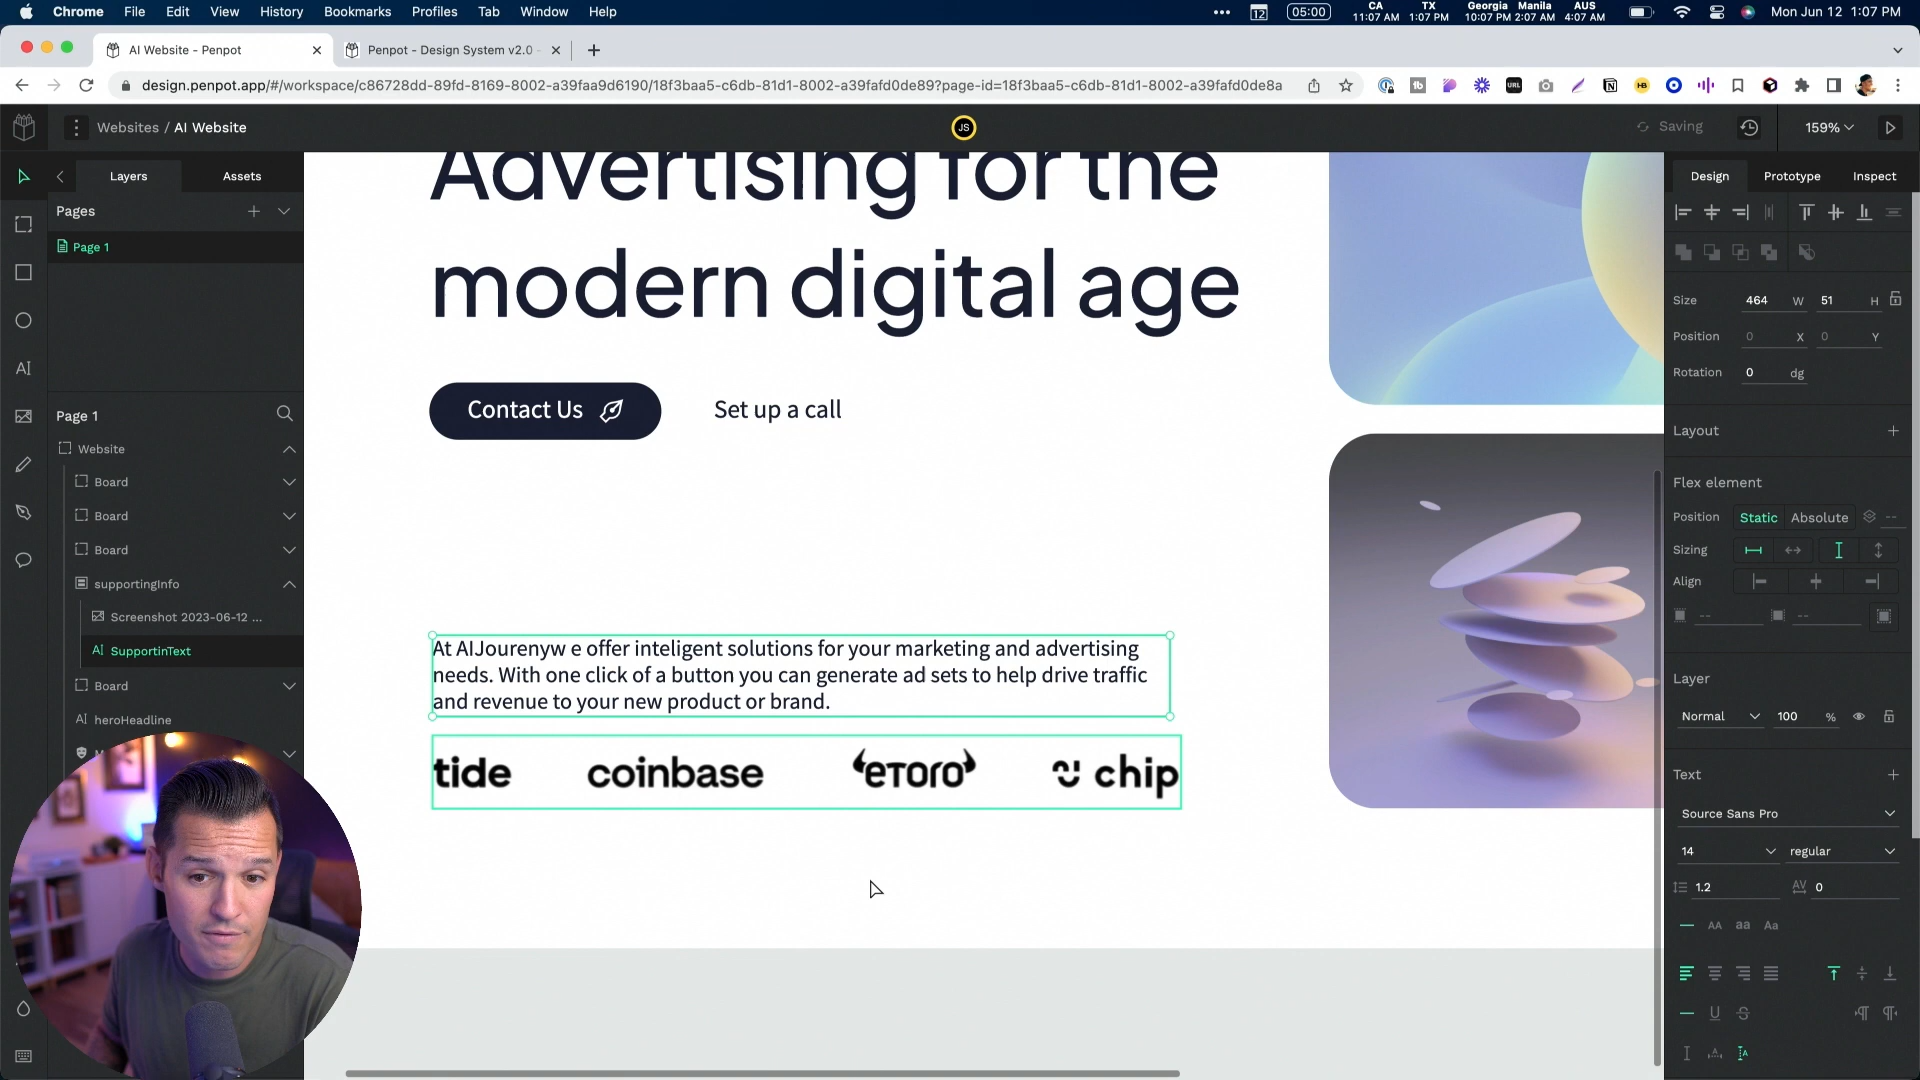 Chrome File Edit View History Bookmarks Profiles Tab Window Help
12 05:00 CA 11:07 AM TX 1:07 PM Georgia 10:07 PM Manila 2:07 AM AUS 4:07 AM Mon Jun 12 1:07 PM
AI Website - Penpot
Penpot - Design System v2.0 -
design.penpot.app/#/workspace/c86728dd-89fd-8169-8002-a39faa9d6190/18f3baa5-c6db-81d1-8002-a39fafd0de89?page-id=18f3baa5-c6db-81d1-8002-a39fafd0de8a
Websites / AI Website
JS
Saving
159%
Layers Assets
Pages
Page 1
Page 1
Website
Board
Board
Board
supportingInfo
Screenshot 2023-06-12 ...
SupportinText
Board
heroHeadline
Advertising for the
modern digital age
Contact Us
Set up a call
At AIJourenyw e offer inteligent solutions for your marketing and advertising
needs. With one click of a button you can generate ad sets to help drive traffic
and revenue to your new product or brand.
tide coinbase eToro chip
Design Prototype Inspect
Size 464 W 51 H
Position 0 X 0 Y
Rotation 0 dg
Layout
Flex element
Position Static Absolute --
Sizing
Align
-- --
Layer
Normal 100 %
Text
Source Sans Pro
14 regular
1.2 AV 0
AA aa Aa